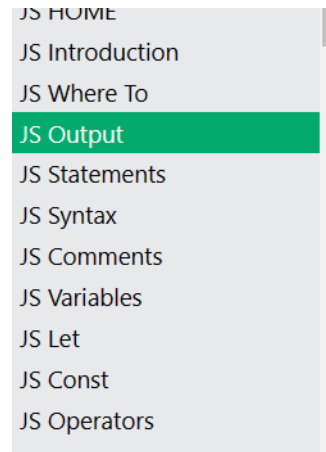 JS HOME
JS Introduction
JS Where To
JS Output
JS Statements
JS Syntax
JS Comments
JS Variables
JS Let
JS Const
JS Operators